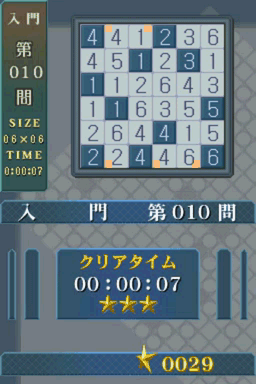 入門
第
010
問
SIZE
06×06
TIME
0:00:07
4 4 1 2 3 6
4 5 1 2 3 1
1 1 2 6 4 3
1 1 6 3 5 5
2 6 4 4 1 5
2 2 4 4 6 6
入 門 第010問
クリアタイム
00:00:07
0029